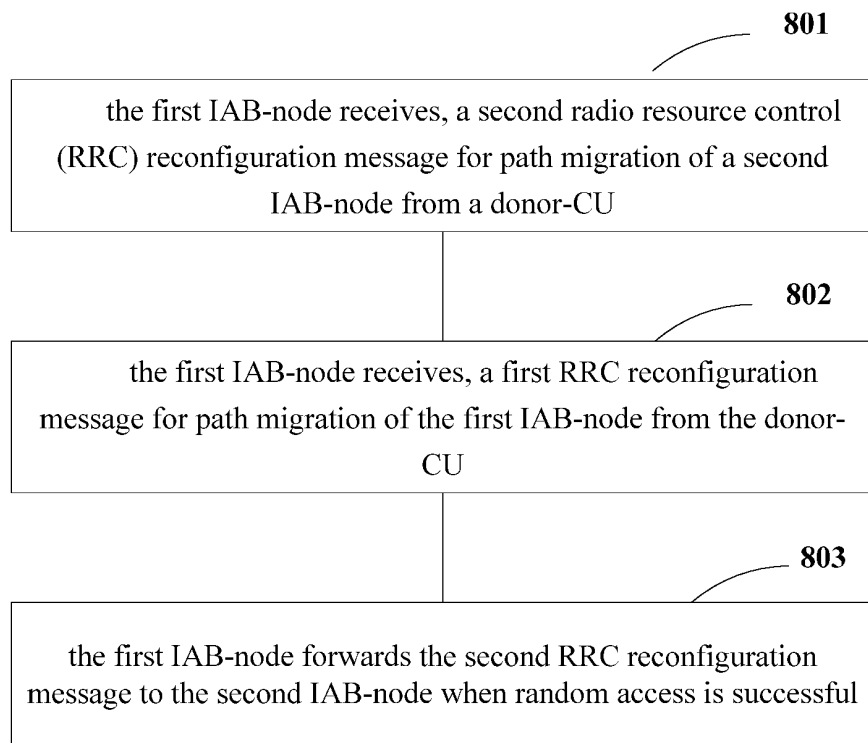 801
the first IAB-node receives, a second radio resource control
(RRC) reconfiguration message for path migration of a second
IAB-node from a donor-CU
802
the first IAB-node receives, a first RRC reconfiguration
message for path migration of the first IAB-node from the donor-
CU
803
the first IAB-node forwards the second RRC reconfiguration
message to the second IAB-node when random access is successful